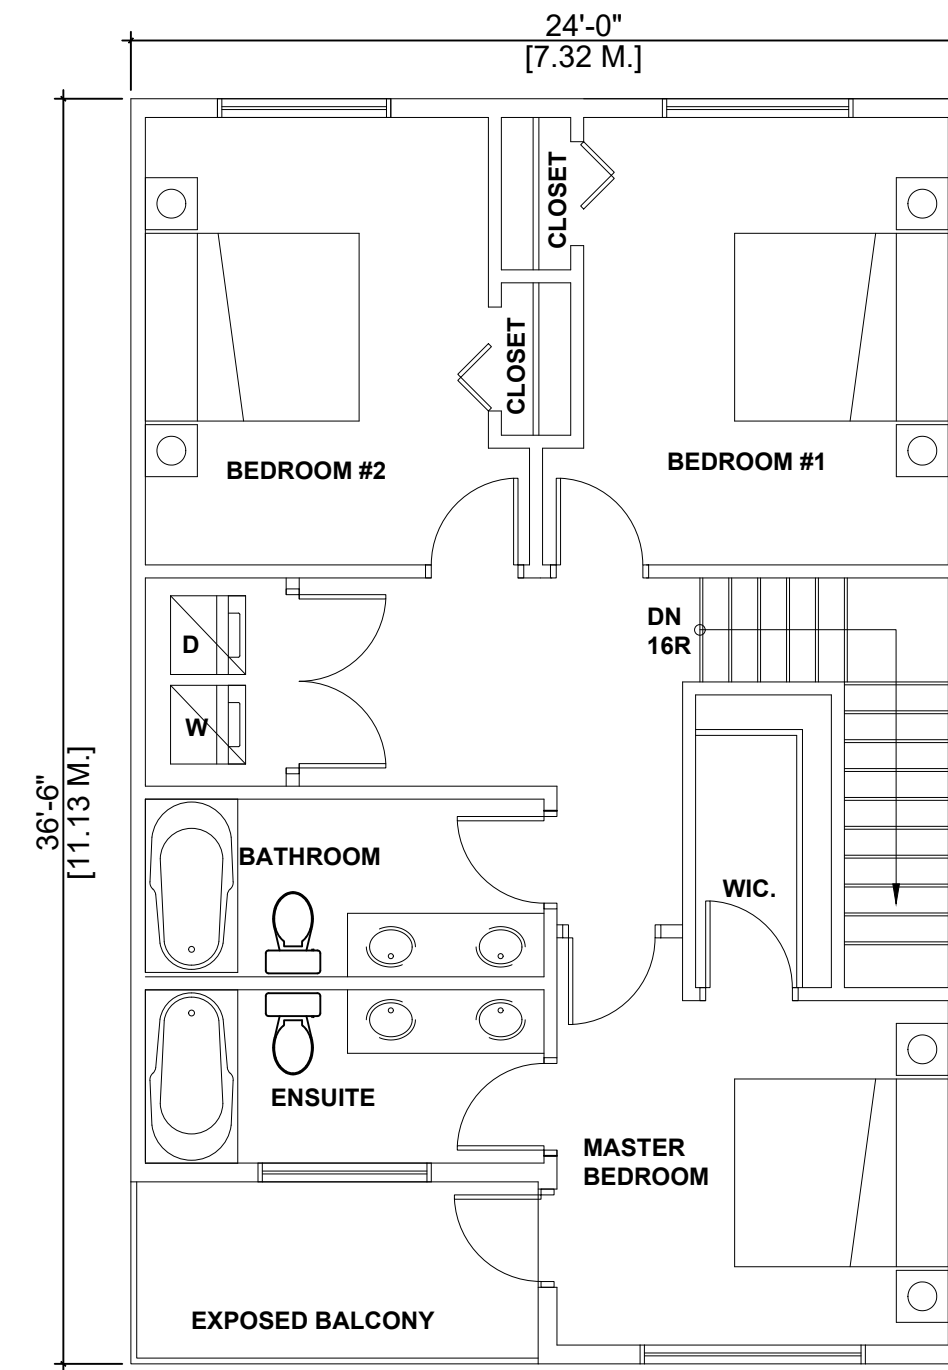 24'-0"
[7.32 M.]
36'-6"
[11.13 M.]
CLOSET
CLOSET
BEDROOM #2
BEDROOM #1
DN
16R
D
W
BATHROOM
WIC.
ENSUITE
MASTER
BEDROOM
EXPOSED BALCONY